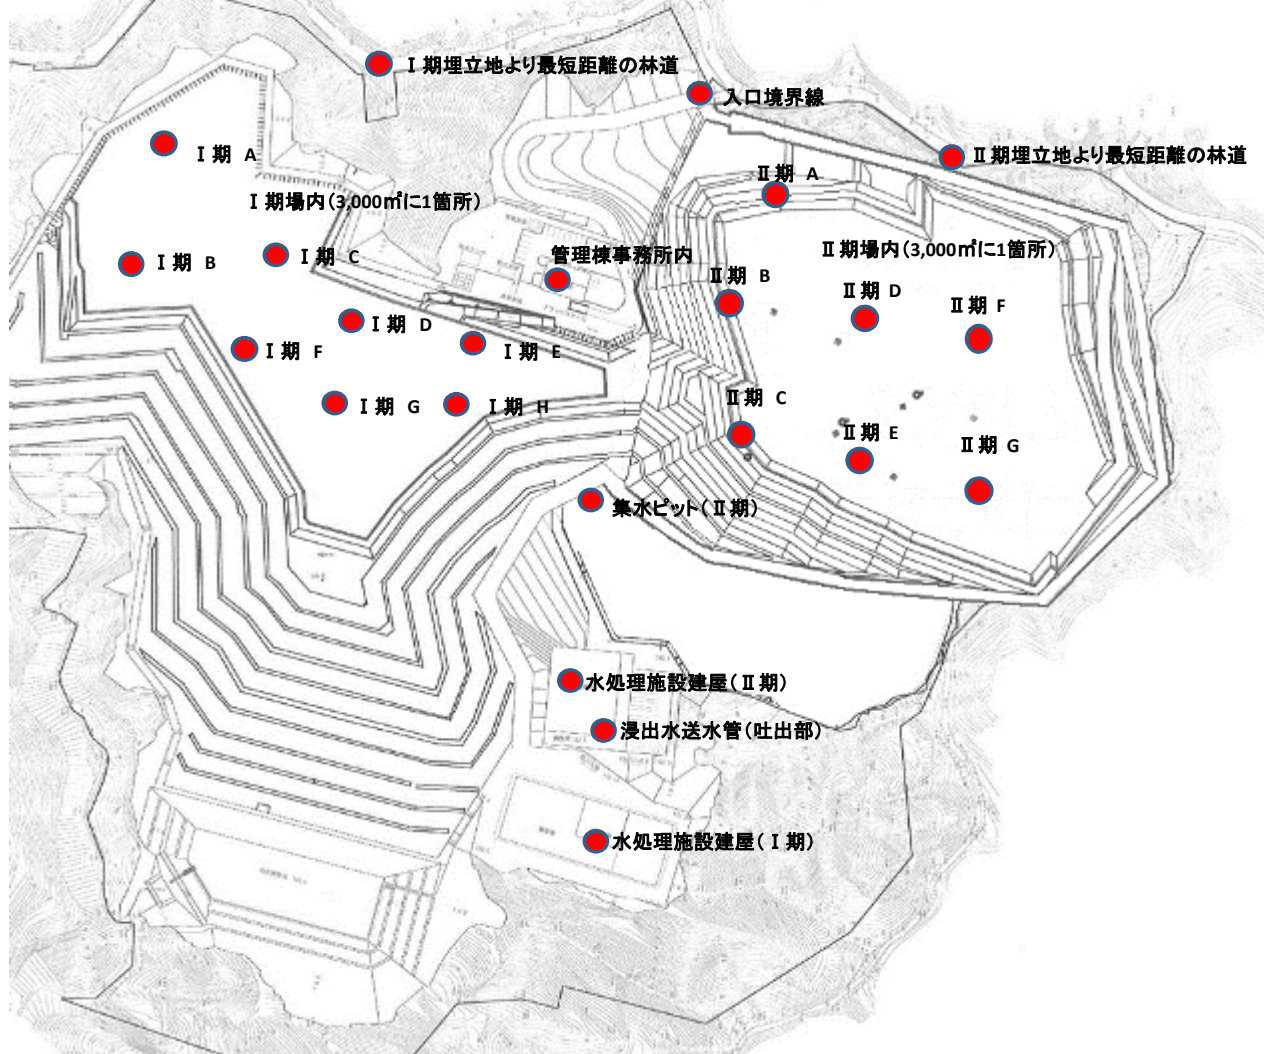 Ⅰ期埋立地より最短距離の林道
入口境界線
Ⅱ期埋立地より最短距離の林道
Ⅰ期 A
Ⅱ期 A
Ⅰ期場内(3,000㎡に1箇所)
Ⅱ期場内(3,000㎡に1箇所)
Ⅰ期 B
Ⅰ期 C
管理棟事務所内
Ⅱ期 B
Ⅱ期 D
Ⅱ期 F
Ⅰ期 D
Ⅰ期 F
Ⅰ期 E
Ⅱ期 C
Ⅰ期 G
Ⅰ期 H
Ⅱ期 E
Ⅱ期 G
集水ピット(Ⅱ期)
水処理施設建屋(Ⅱ期)
浸出水送水管(吐出部)
水処理施設建屋(Ⅰ期)